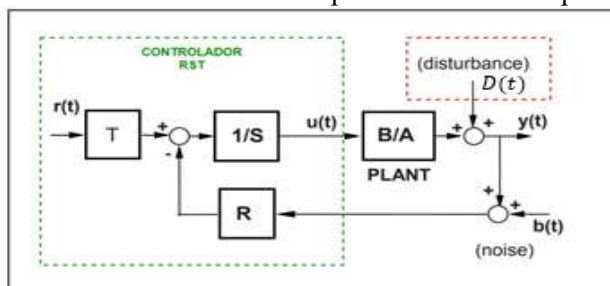 CONTROLADOR
RST
(disturbance)
D(t)
r(t)
T
+
-
1/S
u(t)
B/A
PLANT
+
+
y(t)
R
+
+
b(t)
(noise)